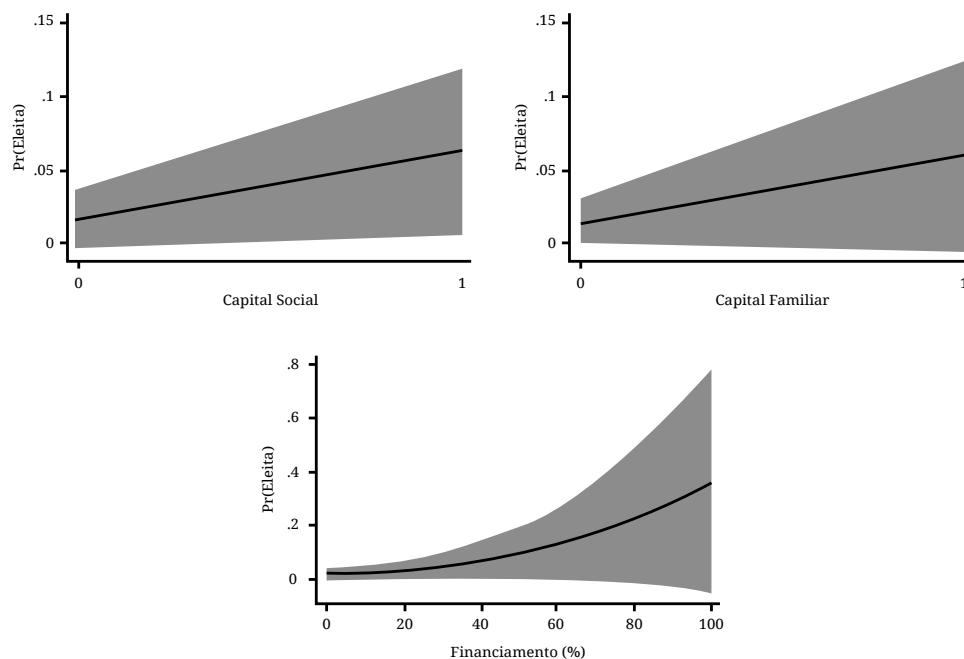 .15
.1
.05
0
Pr(Eleita)
0 1
Capital Social
.15
.1
.05
0
Pr(Eleita)
0 1
Capital Familiar
.8
.6
.4
.2
0
Pr(Eleita)
0 20 40 60 80 100
Financiamento (%)